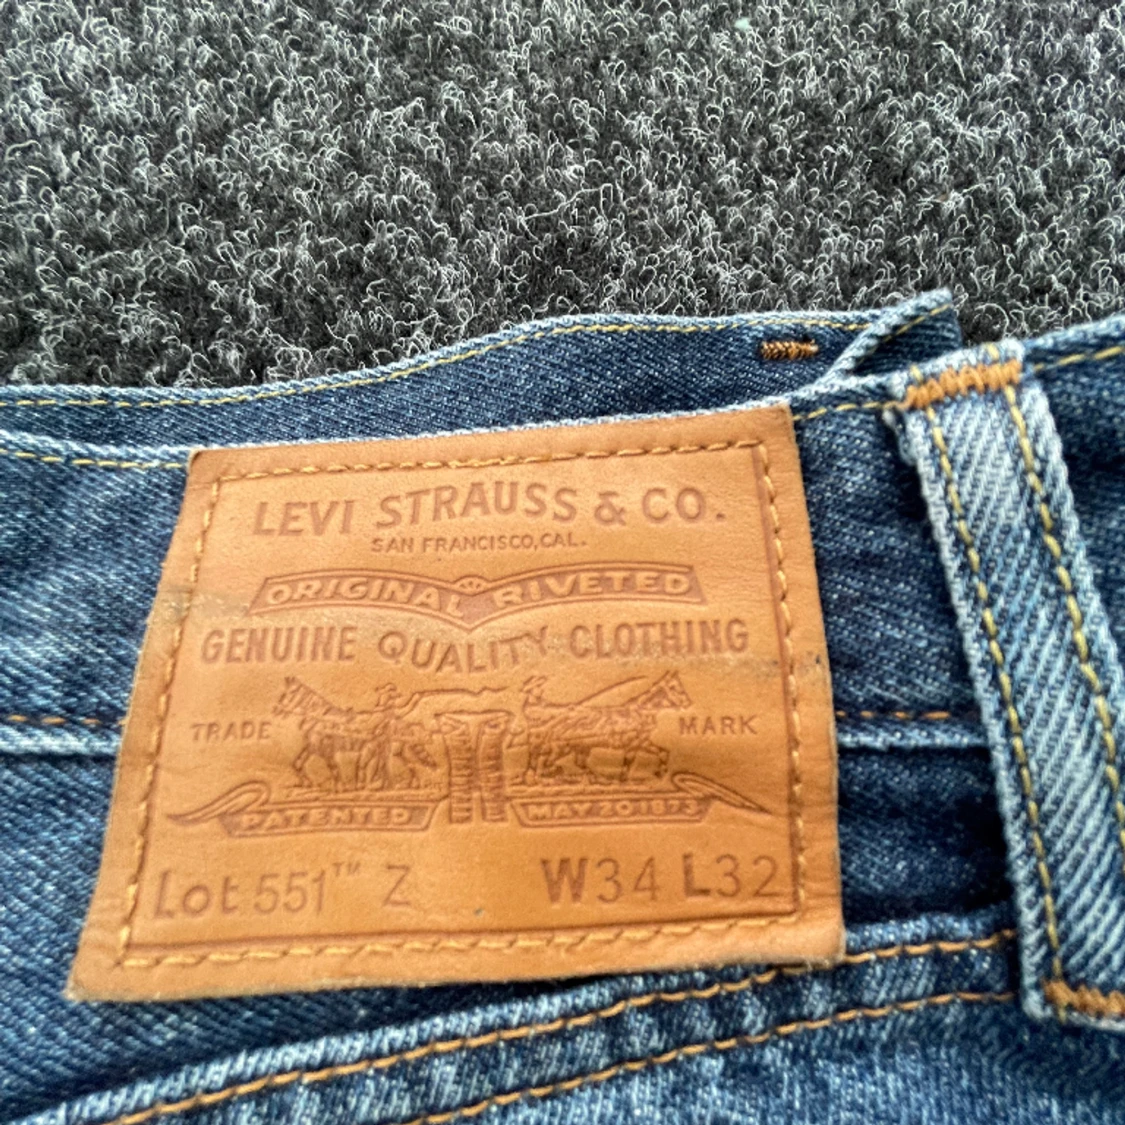 LEVI STRAUSS & CO.
SAN FRANCISCO, CAL.
ORIGINAL RIVETED
GENUINE QUALITY CLOTHING
TRADE MARK
PATENTED MAY 20 1873
Lot 551™ Z W34 L32